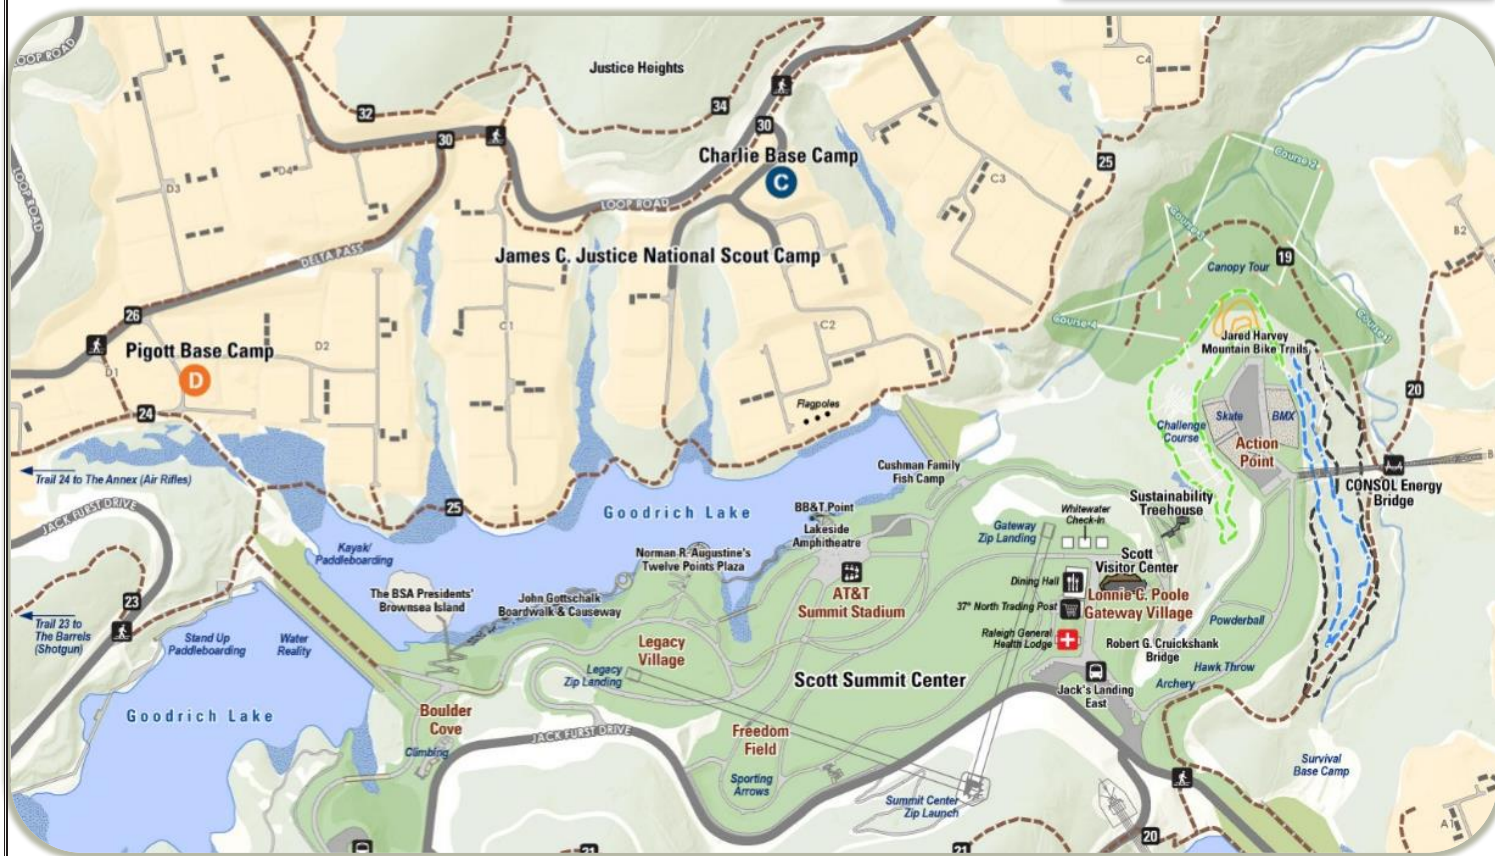 LOOP ROAD
LOOP ROAD
Justice Heights
C4
32
34
30
30
Charlie Base Camp
C
25
D3
D4
C3
LOOP ROAD
DELTA PASS
James C. Justice National Scout Camp
Course 2
Course 3
B2
19
Canopy Tour
Course 4
Course 1
26
Pigott Base Camp
D
D1
D2
C1
C2
Jared Harvey
Mountain Bike Trails
20
24
Flagpoles
Skate
BMX
Challenge
Course
Action
Point
Trail 24 to The Annex (Air Rifles)
Cushman Family
Fish Camp
CONSOL Energy
Bridge
B
25
JACK FURST DRIVE
Goodrich Lake
BB&T Point
Lakeside
Amphitheatre
Sustainability
Treehouse
Whitewater
Check-In
Gateway
Zip Landing
Kayak/
Paddleboarding
Norman R. Augustine's
Twelve Points Plaza
Scott
Visitor Center
Dining Hall
The BSA Presidents'
Brownsea Island
John Gottschalk
Boardwalk & Causeway
AT&T
Summit Stadium
37° North Trading Post
Lonnie C. Poole
Gateway Village
23
Trail 23 to
The Barrels
(Shotgun)
Stand Up
Paddleboarding
Water
Reality
Legacy
Village
Raleigh General
Health Lodge
Robert G. Cruickshank
Bridge
Powderball
Hawk Throw
Archery
Legacy
Zip Landing
Scott Summit Center
Jack's Landing
East
Goodrich Lake
Boulder
Cove
JACK FURST DRIVE
Freedom
Field
Climbing
Sporting
Arrows
Summit Center
Zip Launch
Survival
Base Camp
A1
20
21
21